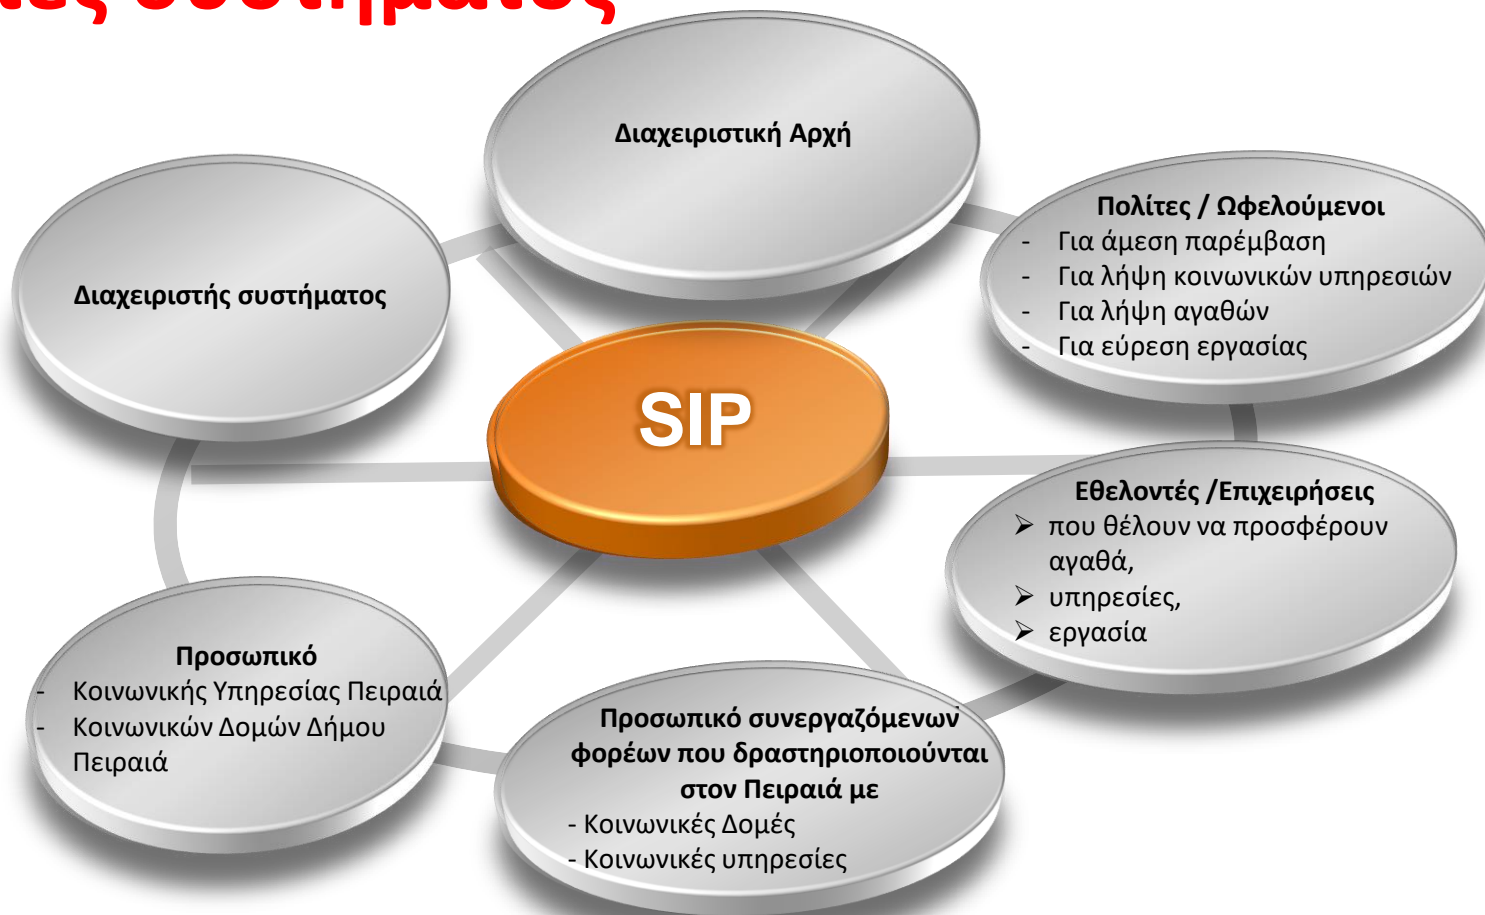 συστήματος
Διαχειριστική Αρχή
Πολίτες / Ωφελούμενοι
- Για άμεση παρέμβαση
- Για λήψη κοινωνικών υπηρεσιών
- Για λήψη αγαθών
- Για εύρεση εργασίας
Διαχειριστής συστήματος
SIP
Εθελοντές /Επιχειρήσεις
➢ που θέλουν να προσφέρουν
αγαθά,
➢ υπηρεσίες,
➢ εργασία
Προσωπικό
- Κοινωνικής Υπηρεσίας Πειραιά
- Κοινωνικών Δομών Δήμου
Πειραιά
Προσωπικό συνεργαζόμενων
φορέων που δραστηριοποιούνται
στον Πειραιά με
- Κοινωνικές Δομές
- Κοινωνικές υπηρεσίες